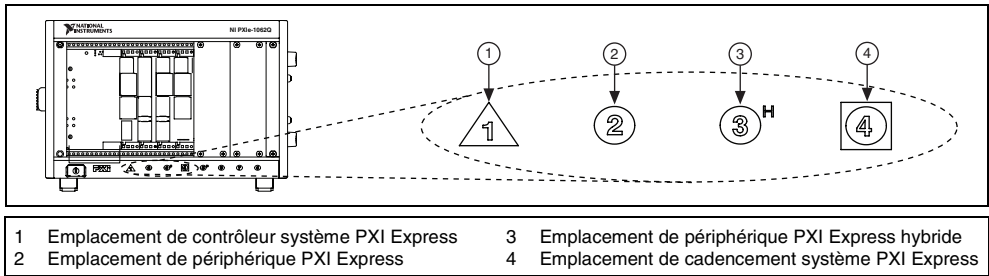 NATIONAL INSTRUMENTS
NI PXIe-1062Q
1 2 3 4
1 2 3 H 4
1 Emplacement de contrôleur système PXI Express
2 Emplacement de périphérique PXI Express
3 Emplacement de périphérique PXI Express hybride
4 Emplacement de cadencement système PXI Express